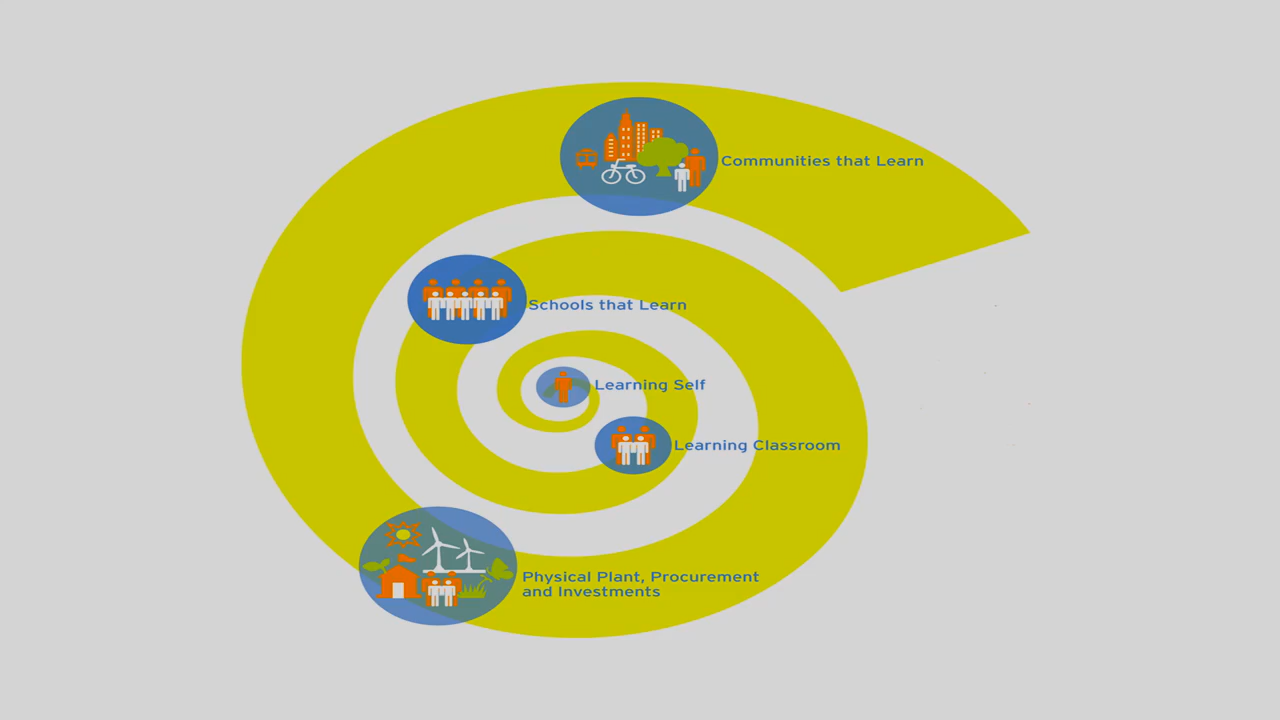 Communities that Learn
Schools that Learn
Learning Self
Learning Classroom
Physical Plant, Procurement
and Investments